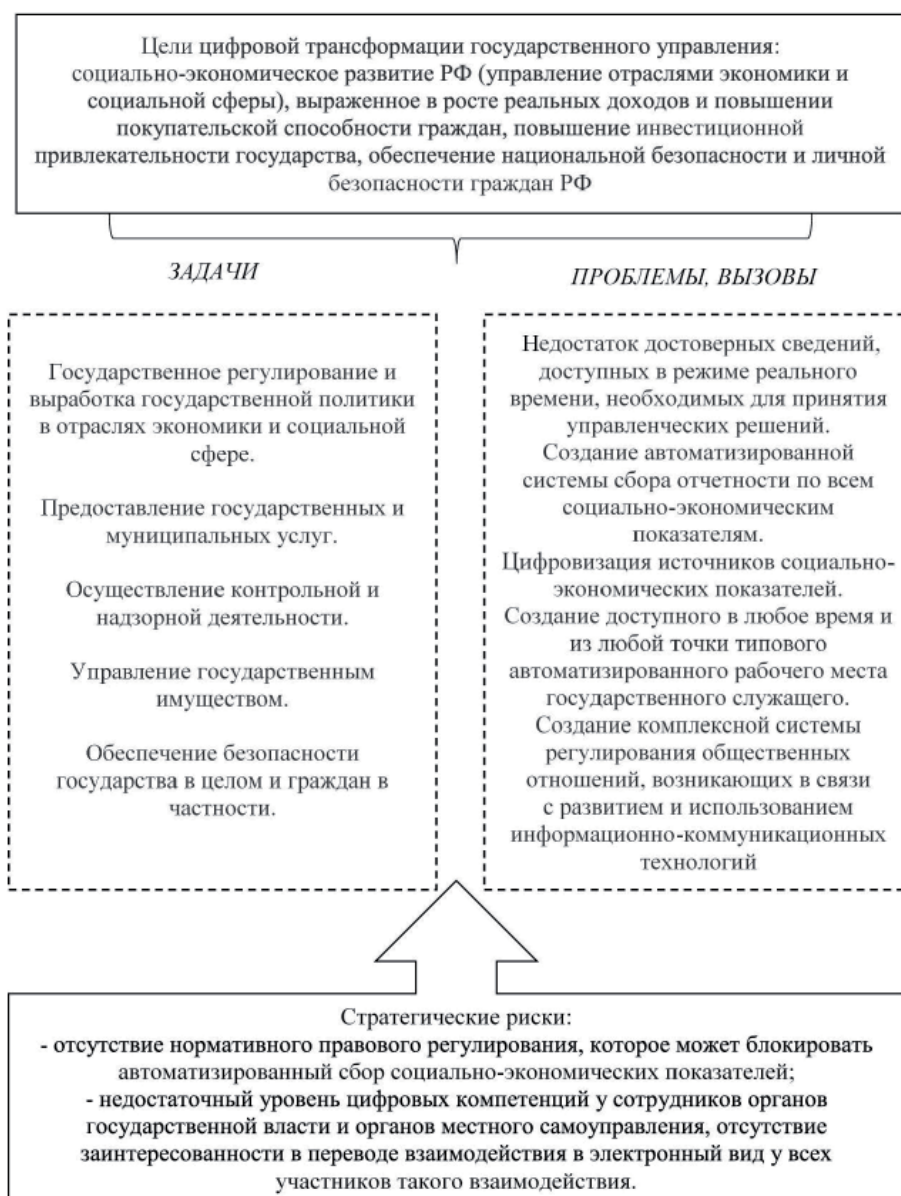 Цели цифровой трансформации государственного управления:
социально-экономическое развитие РФ (управление отраслями экономики и
социальной сферы), выраженное в росте реальных доходов и повышении
покупательской способности граждан, повышение инвестиционной
привлекательности государства, обеспечение национальной безопасности и личной
безопасности граждан РФ
ЗАДАЧИ
Государственное регулирование и
выработка государственной политики
в отраслях экономики и социальной
сфере.
Предоставление государственных и
муниципальных услуг.
Осуществление контрольной и
надзорной деятельности.
Управление государственным
имуществом.
Обеспечение безопасности
государства в целом и граждан в
частности.
ПРОБЛЕМЫ, ВЫЗОВЫ
Недостаток достоверных сведений,
доступных в режиме реального
времени, необходимых для принятия
управленческих решений.
Создание автоматизированной
системы сбора отчетности по всем
социально-экономическим
показателям.
Цифровизация источников социально-
экономических показателей.
Создание доступного в любое время и
из любой точки типового
автоматизированного рабочего места
государственного служащего.
Создание комплексной системы
регулирования общественных
отношений, возникающих в связи
с развитием и использованием
информационно-коммуникационных
технологий
Стратегические риски:
- отсутствие нормативного правового регулирования, которое может блокировать
автоматизированный сбор социально-экономических показателей;
- недостаточный уровень цифровых компетенций у сотрудников органов
государственной власти и органов местного самоуправления, отсутствие
заинтересованности в переводе взаимодействия в электронный вид у всех
участников такого взаимодействия.